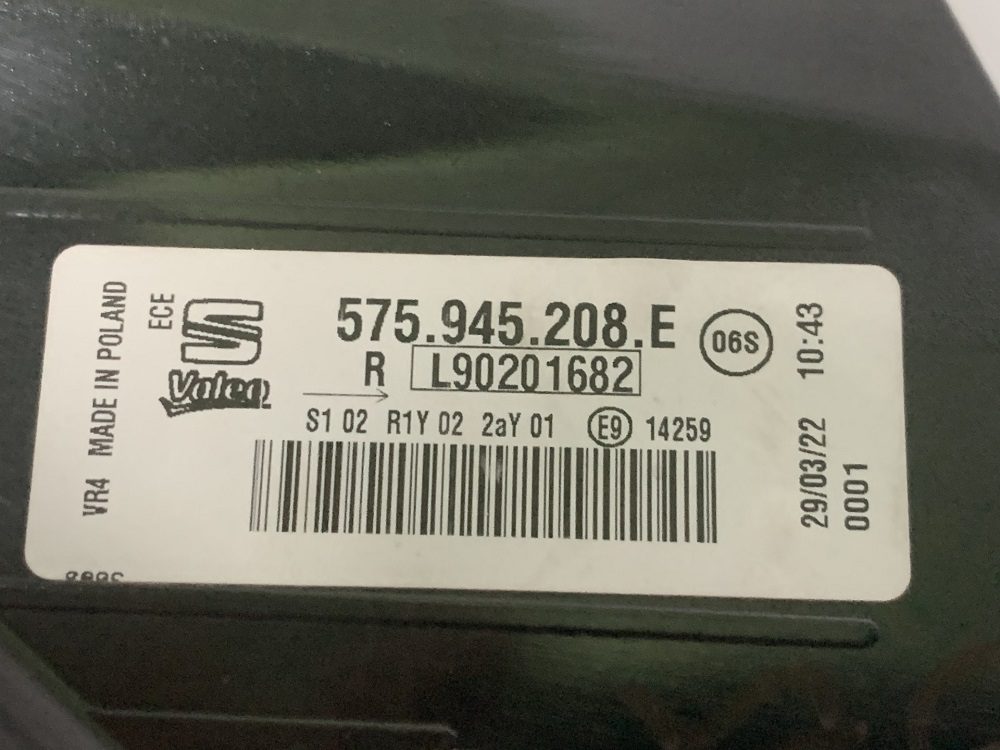 VR4 MADE IN POLAND
ECE
S
Valeo
575.945.208.E
R L90201682
06S
S1 02 R1Y 02 2aY 01 E9 14259
29/03/22 10:43
0001